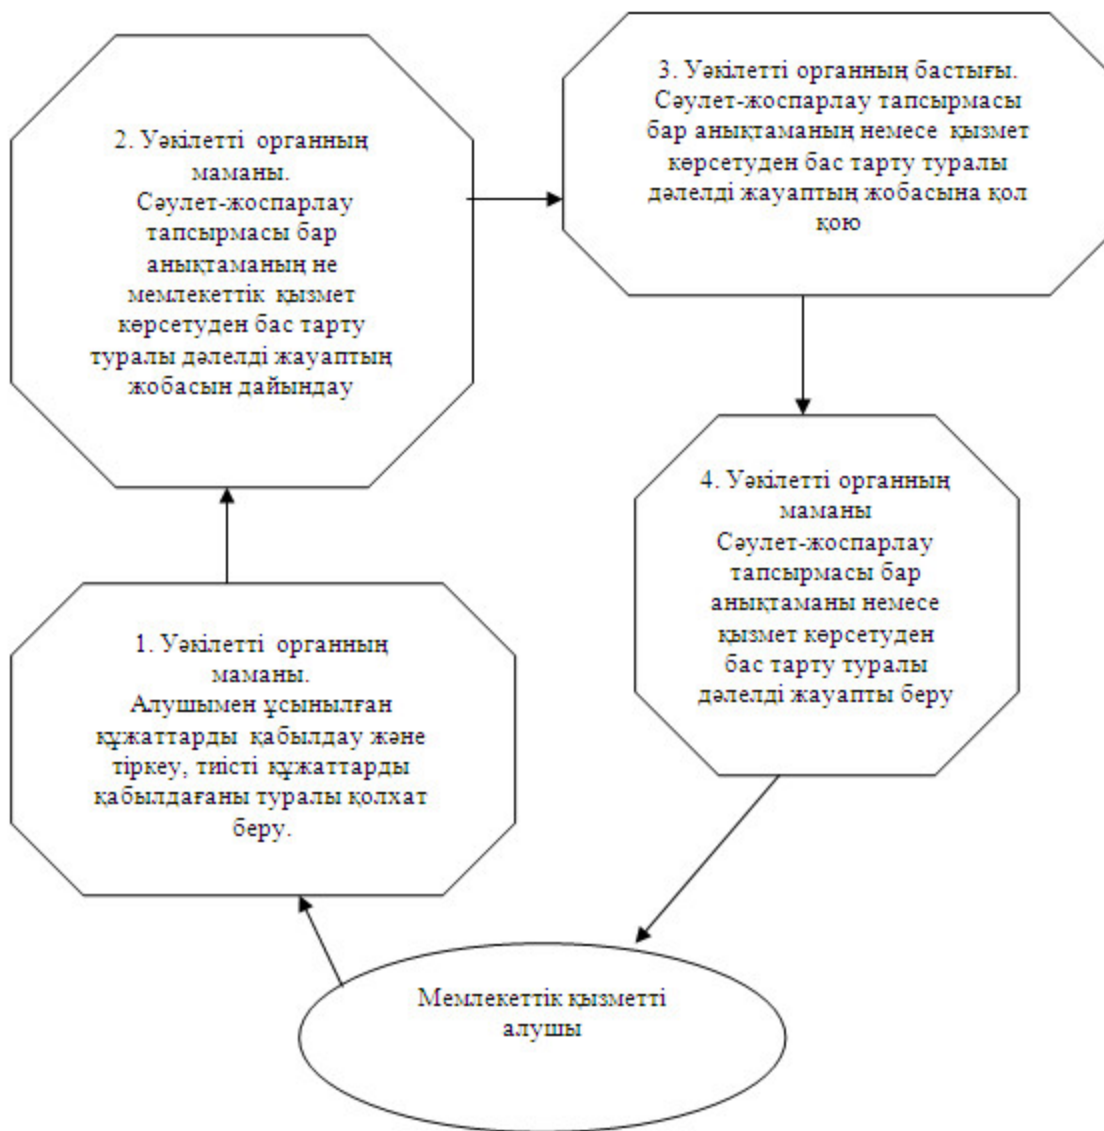 2. Уәкілетті органның
маманы.
Сәулет-жоспарлау
тапсырмасы бар
анықтаманың не
мемлекеттік қызмет
көрсетуден бас тарту
туралы дәлелді жауаптың
жобасын дайындау
3. Уәкілетті органның бастығы.
Сәулет-жоспарлау тапсырмасы
бар анықтаманың немесе қызмет
көрсетуден бас тарту туралы
дәлелді жауаптың жобасына қол
қою
4. Уәкілетті органның
маманы
Сәулет-жоспарлау
тапсырмасы бар
анықтаманы немесе
қызмет көрсетуден
бас тарту туралы
дәлелді жауапты беру
1. Уәкілетті органның
маманы.
Алушымен ұсынылған
құжаттарды қабылдау және
тіркеу, тиісті құжаттарды
қабылдағаны туралы қолхат
беру.
Мемлекеттік қызметті
алушы